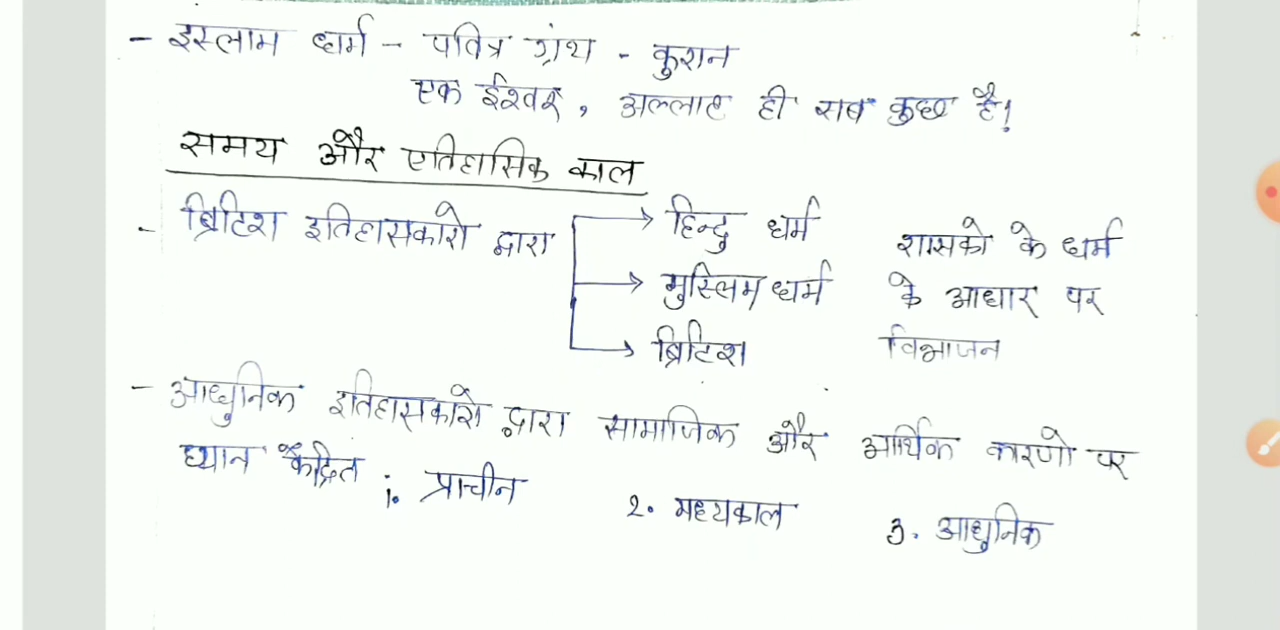 - इस्लाम धर्म - पवित्र ग्रंथ - कुरान
एक ईश्वर, अल्लाह ही सब कुछ है!
समय और एतिहासिक काल
- ब्रिटिश इतिहासकारो द्वारा
हिन्दु धर्म
मुस्लिम धर्म
ब्रिटिश
शासको के धर्म
के आधार पर
विभाजन
- आधुनिक इतिहासकारो द्वारा सामाजिक और आर्थिक कारणो पर
ध्यान केंद्रित ; 1. प्राचीन 2. मध्यकाल 3. आधुनिक